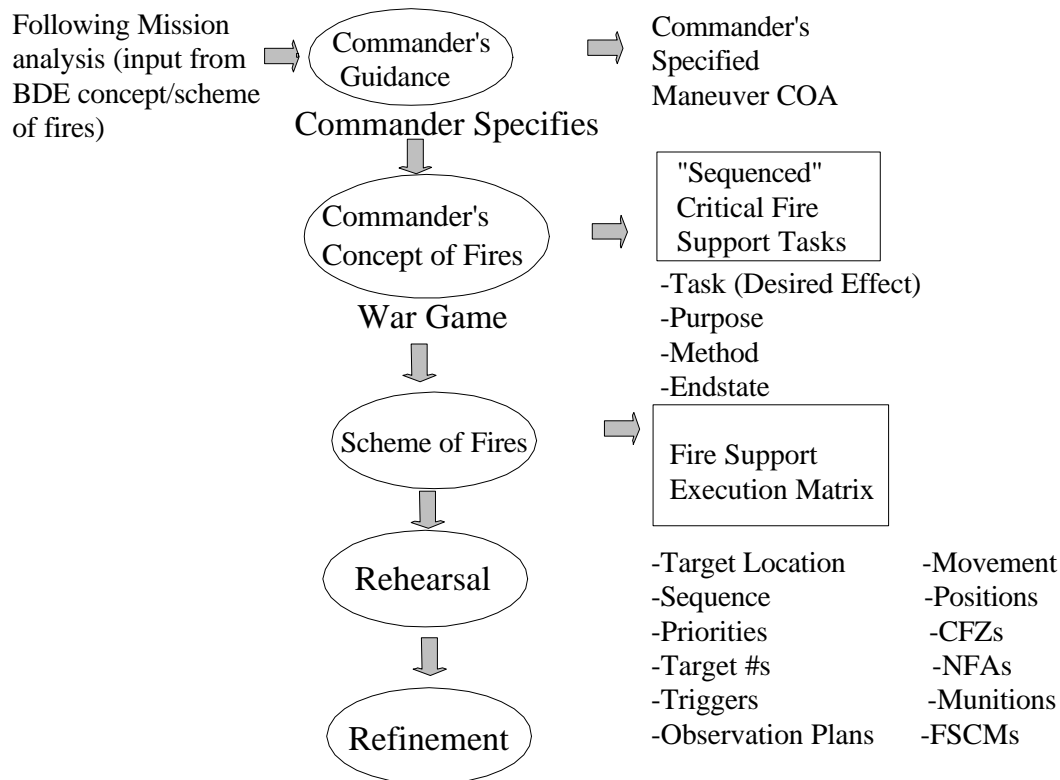 Following Mission
analysis (input from
BDE concept/scheme
of fires)
Commander's
Guidance
Commander's
Specified
Maneuver COA
Commander Specifies
Commander's
Concept of Fires
"Sequenced"
Critical Fire
Support Tasks
-Task (Desired Effect)
-Purpose
-Method
-Endstate
War Game
Scheme of Fires
Fire Support
Execution Matrix
Rehearsal
-Target Location
-Sequence
-Priorities
-Target #s
-Triggers
-Observation Plans
-Movement
-Positions
-CFZs
-NFAs
-Munitions
-FSCMs
Refinement